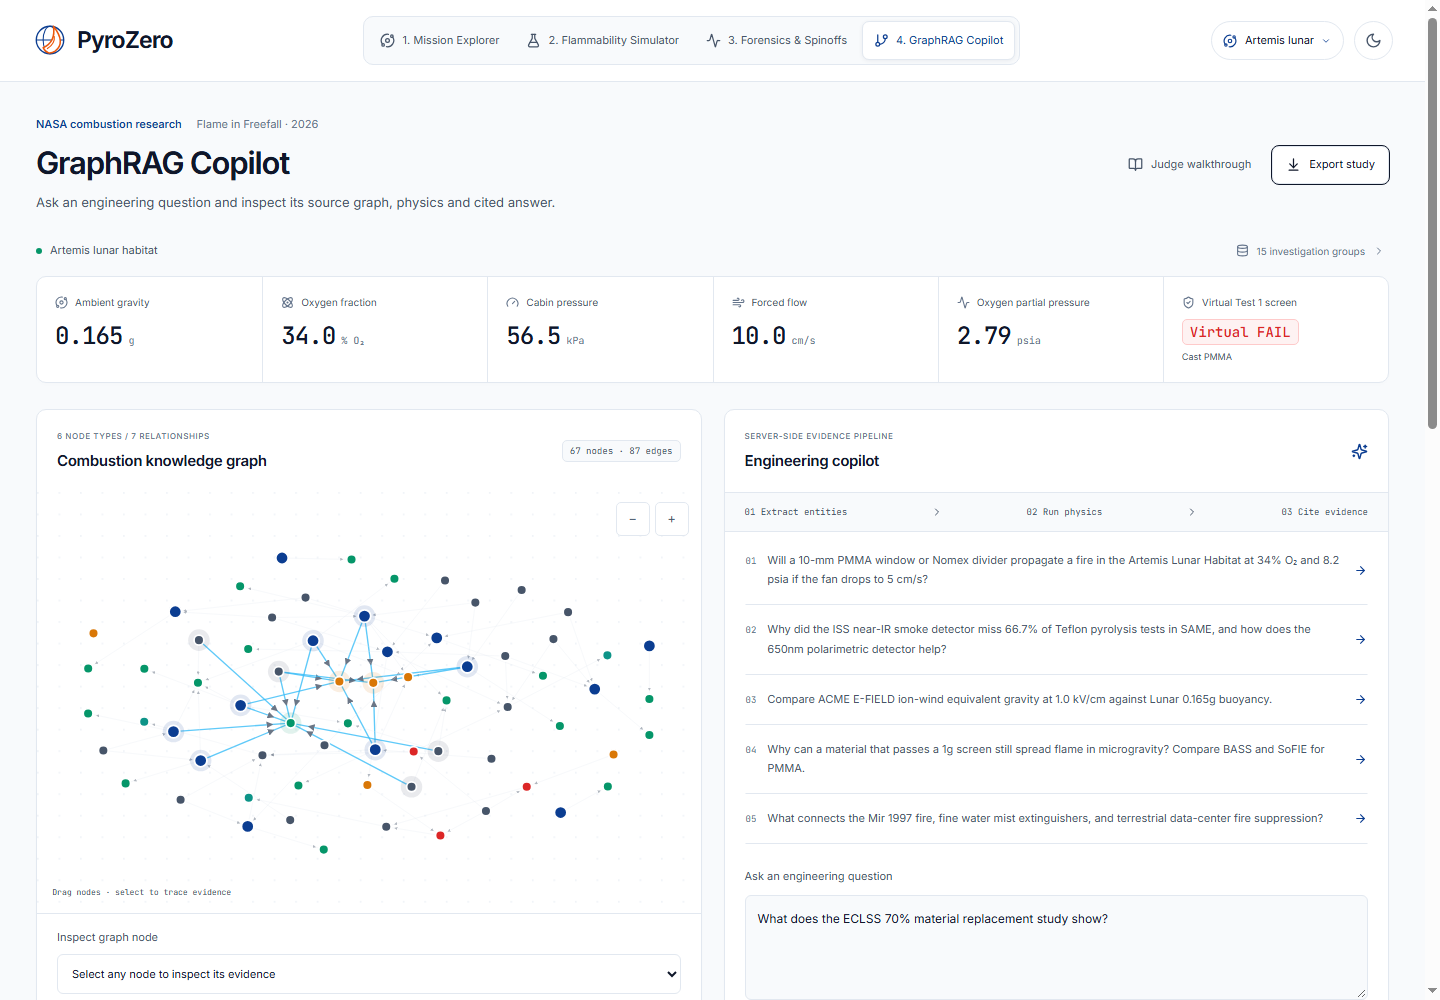 PyroZero
1. Mission Explorer
2. Flammability Simulator
3. Forensics & Spinoffs
4. GraphRAG Copilot
Artemis lunar
NASA combustion research
Flame in Freefall · 2026
GraphRAG Copilot
Judge walkthrough
Export study
Ask an engineering question and inspect its source graph, physics and cited answer.
Artemis lunar habitat
15 investigation groups
Ambient gravity
0.165 g
Oxygen fraction
34.0 % O₂
Cabin pressure
56.5 kPa
Forced flow
10.0 cm/s
Oxygen partial pressure
2.79 psia
Virtual Test 1 screen
Virtual FAIL
Cast PMMA
6 NODE TYPES / 7 RELATIONSHIPS
Combustion knowledge graph
67 nodes · 87 edges
−
+
Drag nodes · select to trace evidence
Inspect graph node
Select any node to inspect its evidence
SERVER-SIDE EVIDENCE PIPELINE
Engineering copilot
01 Extract entities
02 Run physics
03 Cite evidence
01 Will a 10-mm PMMA window or Nomex divider propagate a fire in the Artemis Lunar Habitat at 34% O₂ and 8.2
psia if the fan drops to 5 cm/s?
02 Why did the ISS near-IR smoke detector miss 66.7% of Teflon pyrolysis tests in SAME, and how does the
650nm polarimetric detector help?
03 Compare ACME E-FIELD ion-wind equivalent gravity at 1.0 kV/cm against Lunar 0.165g buoyancy.
04 Why can a material that passes a 1g screen still spread flame in microgravity? Compare BASS and SoFIE for
PMMA.
05 What connects the Mir 1997 fire, fine water mist extinguishers, and terrestrial data-center fire suppression?
Ask an engineering question
What does the ECLSS 70% material replacement study show?